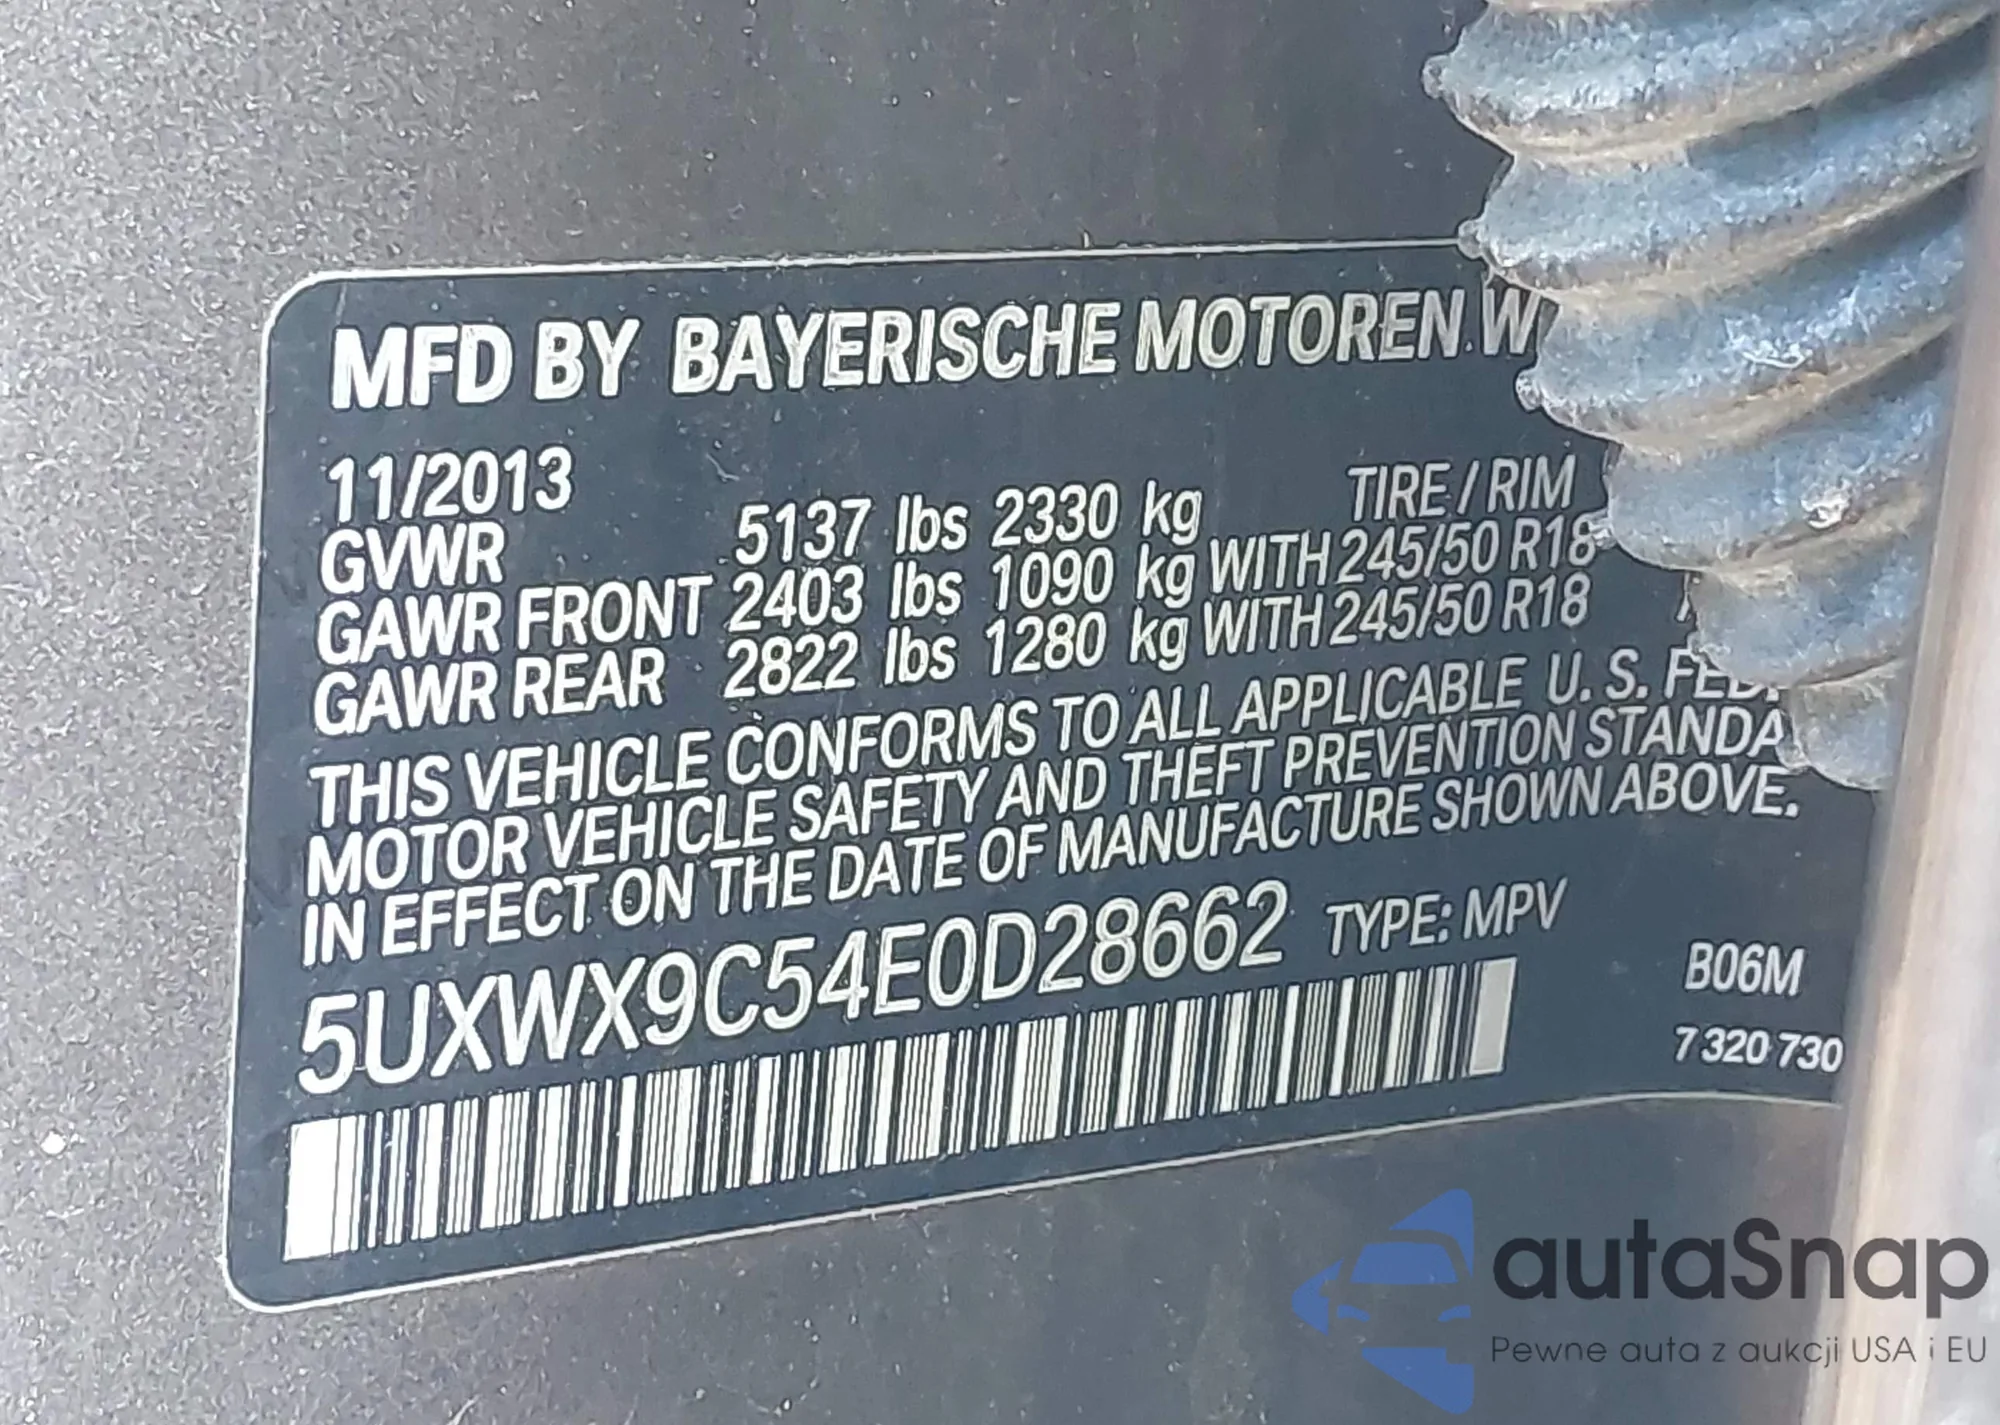 MFD BY BAYERISCHE MOTOREN W
11/2013
TIRE / RIM
GVWR 5137 lbs 2330 kg
GAWR FRONT 2403 lbs 1090 kg WITH 245/50 R18
GAWR REAR 2822 lbs 1280 kg WITH 245/50 R18
THIS VEHICLE CONFORMS TO ALL APPLICABLE U. S. FED.
MOTOR VEHICLE SAFETY AND THEFT PREVENTION STANDA
IN EFFECT ON THE DATE OF MANUFACTURE SHOWN ABOVE.
5UXWX9C54E0D28662 TYPE: MPV
B06M
7 320 730
autaSnap
Pewne auta z aukcji USA i EU